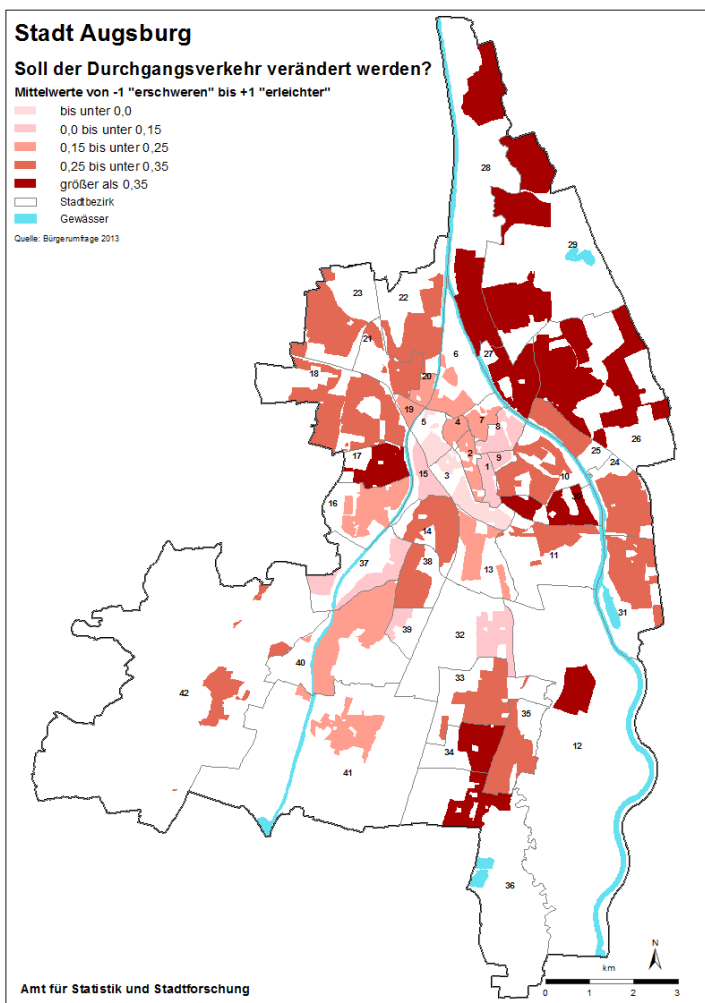 Stadt Augsburg
Soll der Durchgangsverkehr verändert werden?
Mittelwerte von -1 "erschweren" bis +1 "erleichter"
bis unter 0,0
0,0 bis unter 0,15
0,15 bis unter 0,25
0,25 bis unter 0,35
größer als 0,35
Stadtbezirk
Gewässer
Quelle: Bürgerumfrage 2013
28
29
23
22
21
6
27
18
20
19
5
4
7
8
26
25
17
2
9
24
3
1
15
10
16
14
11
37
38
13
31
39
32
40
33
42
35
12
34
41
36
N
km
0 1 2 3
Amt für Statistik und Stadtforschung